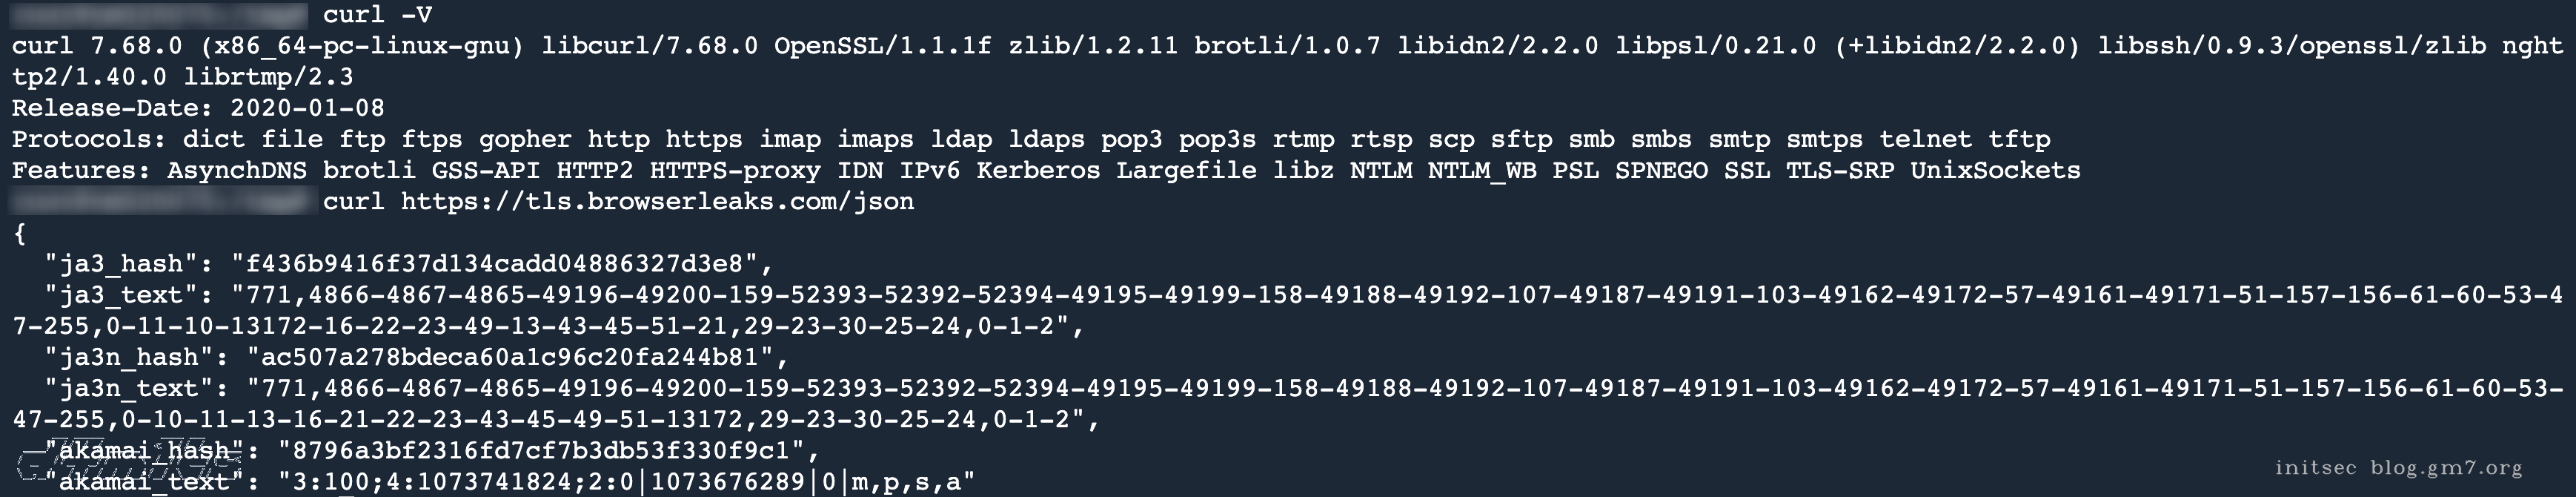 curl -V
curl 7.68.0 (x86_64-pc-linux-gnu) libcurl/7.68.0 OpenSSL/1.1.1f zlib/1.2.11 brotli/1.0.7 libidn2/2.2.0 libpsl/0.21.0 (+libidn2/2.2.0) libssh/0.9.3/openssl/zlib nght
tp2/1.40.0 librtmp/2.3
Release-Date: 2020-01-08
Protocols: dict file ftp ftps gopher http https imap imaps ldap ldaps pop3 pop3s rtmp rtsp scp sftp smb smbs smtp smtps telnet tftp
Features: AsynchDNS brotli GSS-API HTTP2 HTTPS-proxy IDN IPv6 Kerberos Largefile libz NTLM NTLM_WB PSL SPNEGO SSL TLS-SRP UnixSockets
curl https://tls.browserleaks.com/json
{
"ja3_hash": "f436b9416f37d134cadd04886327d3e8",
"ja3_text": "771,4866-4867-4865-49196-49200-159-52393-52392-52394-49195-49199-158-49188-49192-107-49187-49191-103-49162-49172-57-49161-49171-51-157-156-61-60-53-4
7-255,0-11-10-13172-16-22-23-49-13-43-45-51-21,29-23-30-25-24,0-1-2",
"ja3n_hash": "ac507a278bdeca60a1c96c20fa244b81",
"ja3n_text": "771,4866-4867-4865-49196-49200-159-52393-52392-52394-49195-49199-158-49188-49192-107-49187-49191-103-49162-49172-57-49161-49171-51-157-156-61-60-53-
47-255,0-10-11-13-16-21-22-23-43-45-49-51-13172,29-23-30-25-24,0-1-2",
"akamai_hash": "8796a3bf2316fd7cf7b3db53f330f9c1",
"akamai_text": "3:100;4:1073741824;2:0|1073676289|0|m,p,s,a"
initsec blog.gm7.org